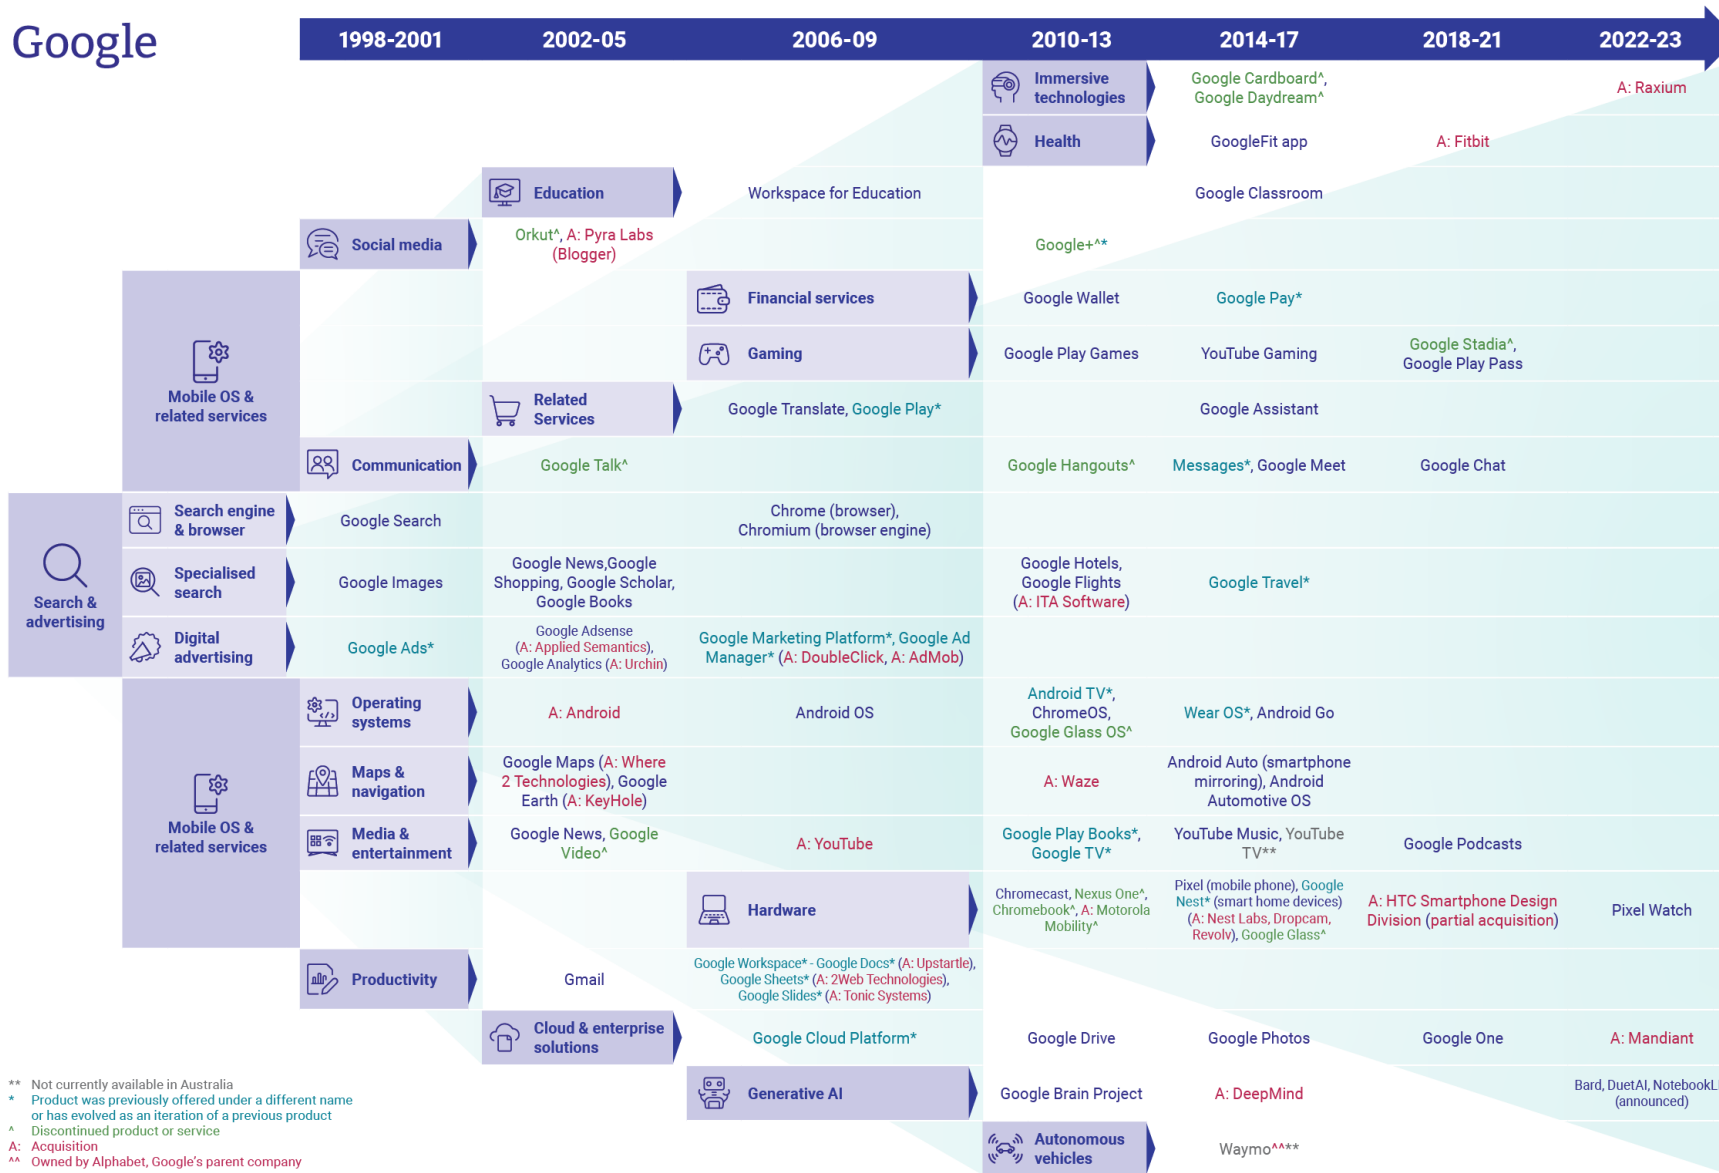 Google
1998-2001
2002-05
2006-09
2010-13
2014-17
2018-21
2022-23
Immersive
technologies
Google Cardboard^,
Google Daydream^
A: Raxium
Health
GoogleFit app
A: Fitbit
Education
Workspace for Education
Google Classroom
Social media
Orkut^, A: Pyra Labs
(Blogger)
Google+^*
Mobile OS &
related services
Financial services
Google Wallet
Google Pay*
Gaming
Google Play Games
YouTube Gaming
Google Stadia^,
Google Play Pass
Related
Services
Google Translate, Google Play*
Google Assistant
Communication
Google Talk^
Google Hangouts^
Messages*, Google Meet
Google Chat
Search &
advertising
Search engine
& browser
Google Search
Chrome (browser),
Chromium (browser engine)
Specialised
search
Google Images
Google News,Google
Shopping, Google Scholar,
Google Books
Google Hotels,
Google Flights
(A: ITA Software)
Google Travel*
Digital
advertising
Google Ads*
Google Adsense
(A: Applied Semantics),
Google Analytics (A: Urchin)
Google Marketing Platform*, Google Ad
Manager* (A: DoubleClick, A: AdMob)
Mobile OS &
related services
Operating
systems
A: Android
Android OS
Android TV*,
ChromeOS,
Google Glass OS^
Wear OS*, Android Go
Maps &
navigation
Google Maps (A: Where
2 Technologies), Google
Earth (A: KeyHole)
A: Waze
Android Auto (smartphone
mirroring), Android
Automotive OS
Media &
entertainment
Google News, Google
Video^
A: YouTube
Google Play Books*,
Google TV*
YouTube Music, YouTube
TV**
Google Podcasts
Hardware
Chromecast, Nexus One^,
Chromebook^, A: Motorola
Mobility^
Pixel (mobile phone), Google
Nest* (smart home devices)
(A: Nest Labs, Dropcam,
Revolv), Google Glass^
A: HTC Smartphone Design
Division (partial acquisition)
Pixel Watch
Productivity
Gmail
Google Workspace* - Google Docs* (A: Upstartle),
Google Sheets* (A: 2Web Technologies),
Google Slides* (A: Tonic Systems)
Cloud & enterprise
solutions
Google Cloud Platform*
Google Drive
Google Photos
Google One
A: Mandiant
Generative AI
Google Brain Project
A: DeepMind
Bard, DuetAI, NotebookL
(announced)
Autonomous
vehicles
Waymo^^**
** Not currently available in Australia
* Product was previously offered under a different name
or has evolved as an iteration of a previous product
^ Discontinued product or service
A: Acquisition
^^ Owned by Alphabet, Google's parent company